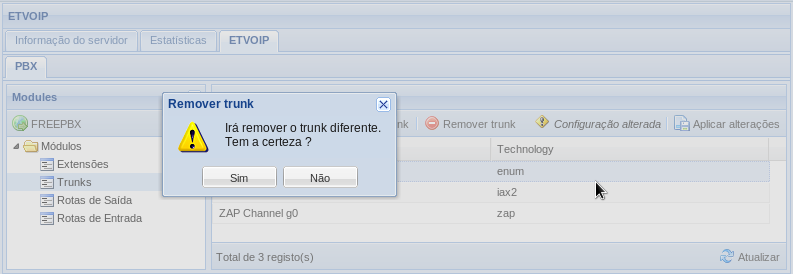 ETVOIP
Informação do servidor Estatísticas ETVOIP
PBX
Modules
Remover trunk
Irá remover o trunk diferente.
Tem a certeza ?
Sim Não
FREEPBX
Remover trunk Configuração alterada Aplicar alterações
Módulos
Extensões
Trunks
Rotas de Saída
Rotas de Entrada
Technology
enum
iax2
ZAP Channel g0 zap
Total de 3 registo(s) Atualizar